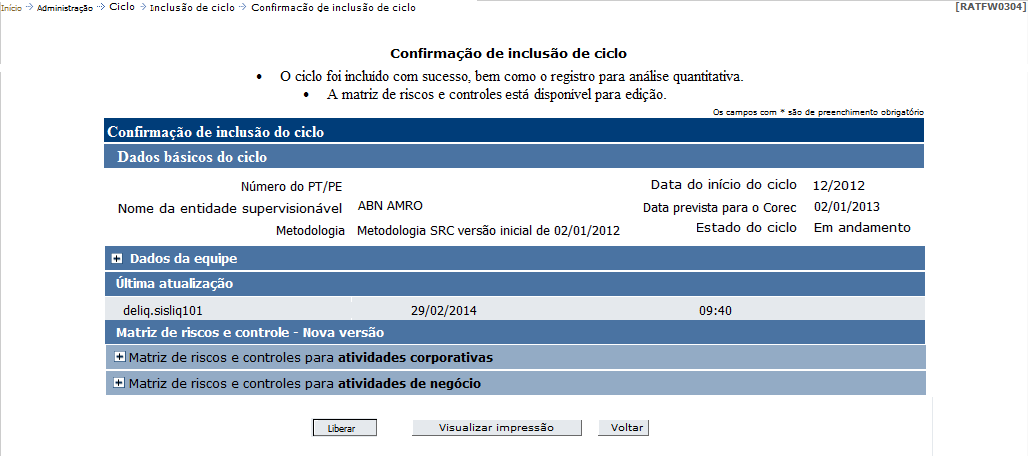 Início -> Administração -> Ciclo -> Inclusão de ciclo -> Confirmacão de inclusão de ciclo [RATFW0304]
Confirmação de inclusão de ciclo
• O ciclo foi incluido com sucesso, bem como o registro para análise quantitativa.
• A matriz de riscos e controles está disponivel para edição.
Os campos com * são de preenchimento obrigatório
Confirmação de inclusão do ciclo
Dados básicos do ciclo
Número do PT/PE Data do início do ciclo 12/2012
Nome da entidade supervisionável ABN AMRO Data prevista para o Corec 02/01/2013
Metodologia Metodologia SRC versão inicial de 02/01/2012 Estado do ciclo Em andamento
Dados da equipe
Última atualização
deliq.sisliq101 29/02/2014 09:40
Matriz de riscos e controle - Nova versão
Matriz de riscos e controles para atividades corporativas
Matriz de riscos e controles para atividades de negócio
Liberar Visualizar impressão Voltar